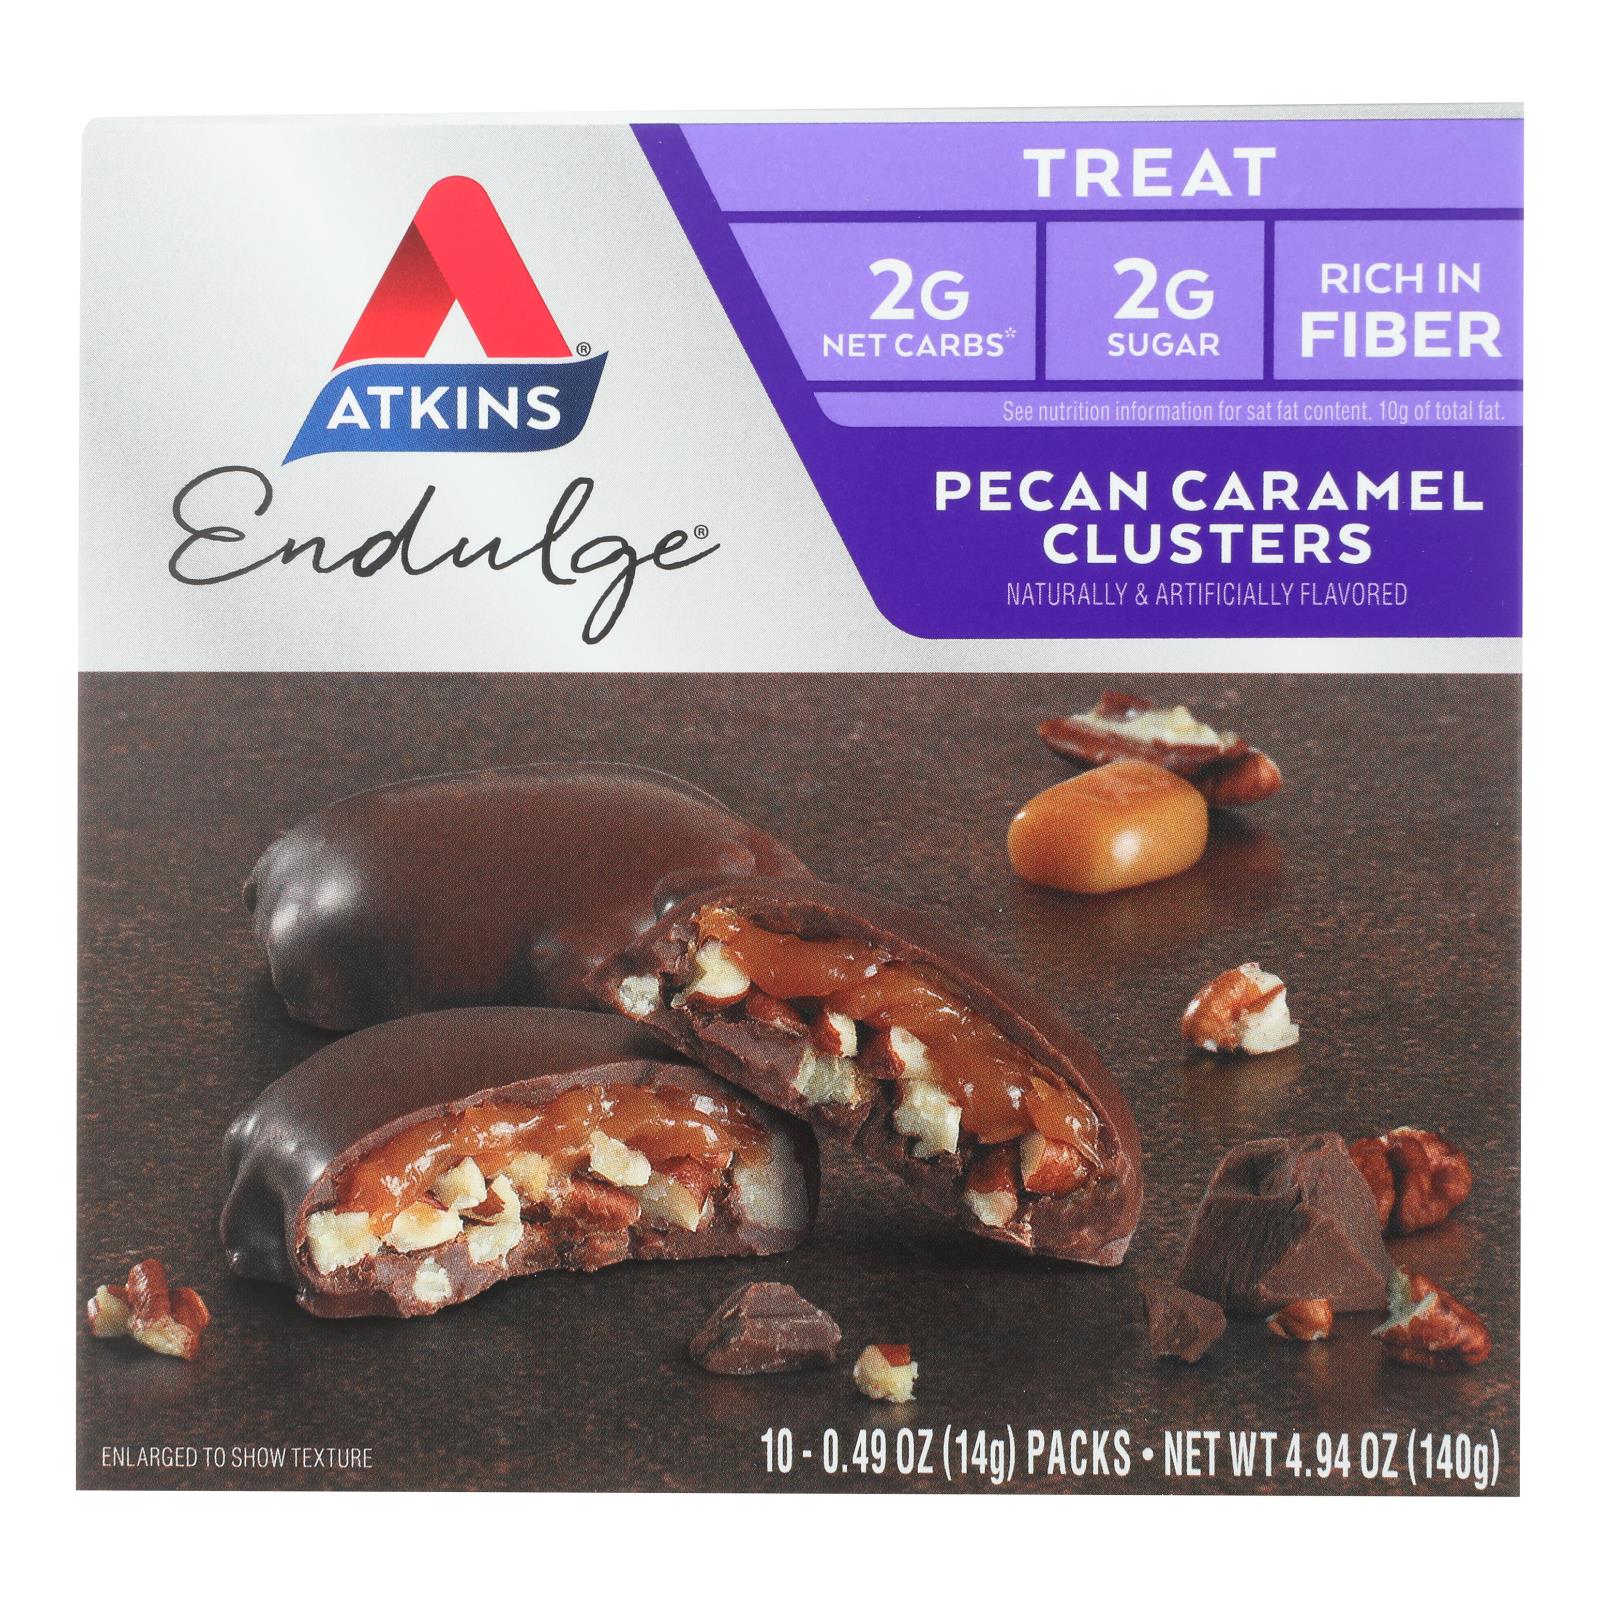 ATKINS®
Endulge®
TREAT
2G
NET CARBS*
2G
SUGAR
RICH IN
FIBER
See nutrition information for sat fat content. 10g of total fat.
PECAN CARAMEL
CLUSTERS
NATURALLY & ARTIFICIALLY FLAVORED
ENLARGED TO SHOW TEXTURE
10 - 0.49 OZ (14g) PACKS • NET WT 4.94 OZ (140g)